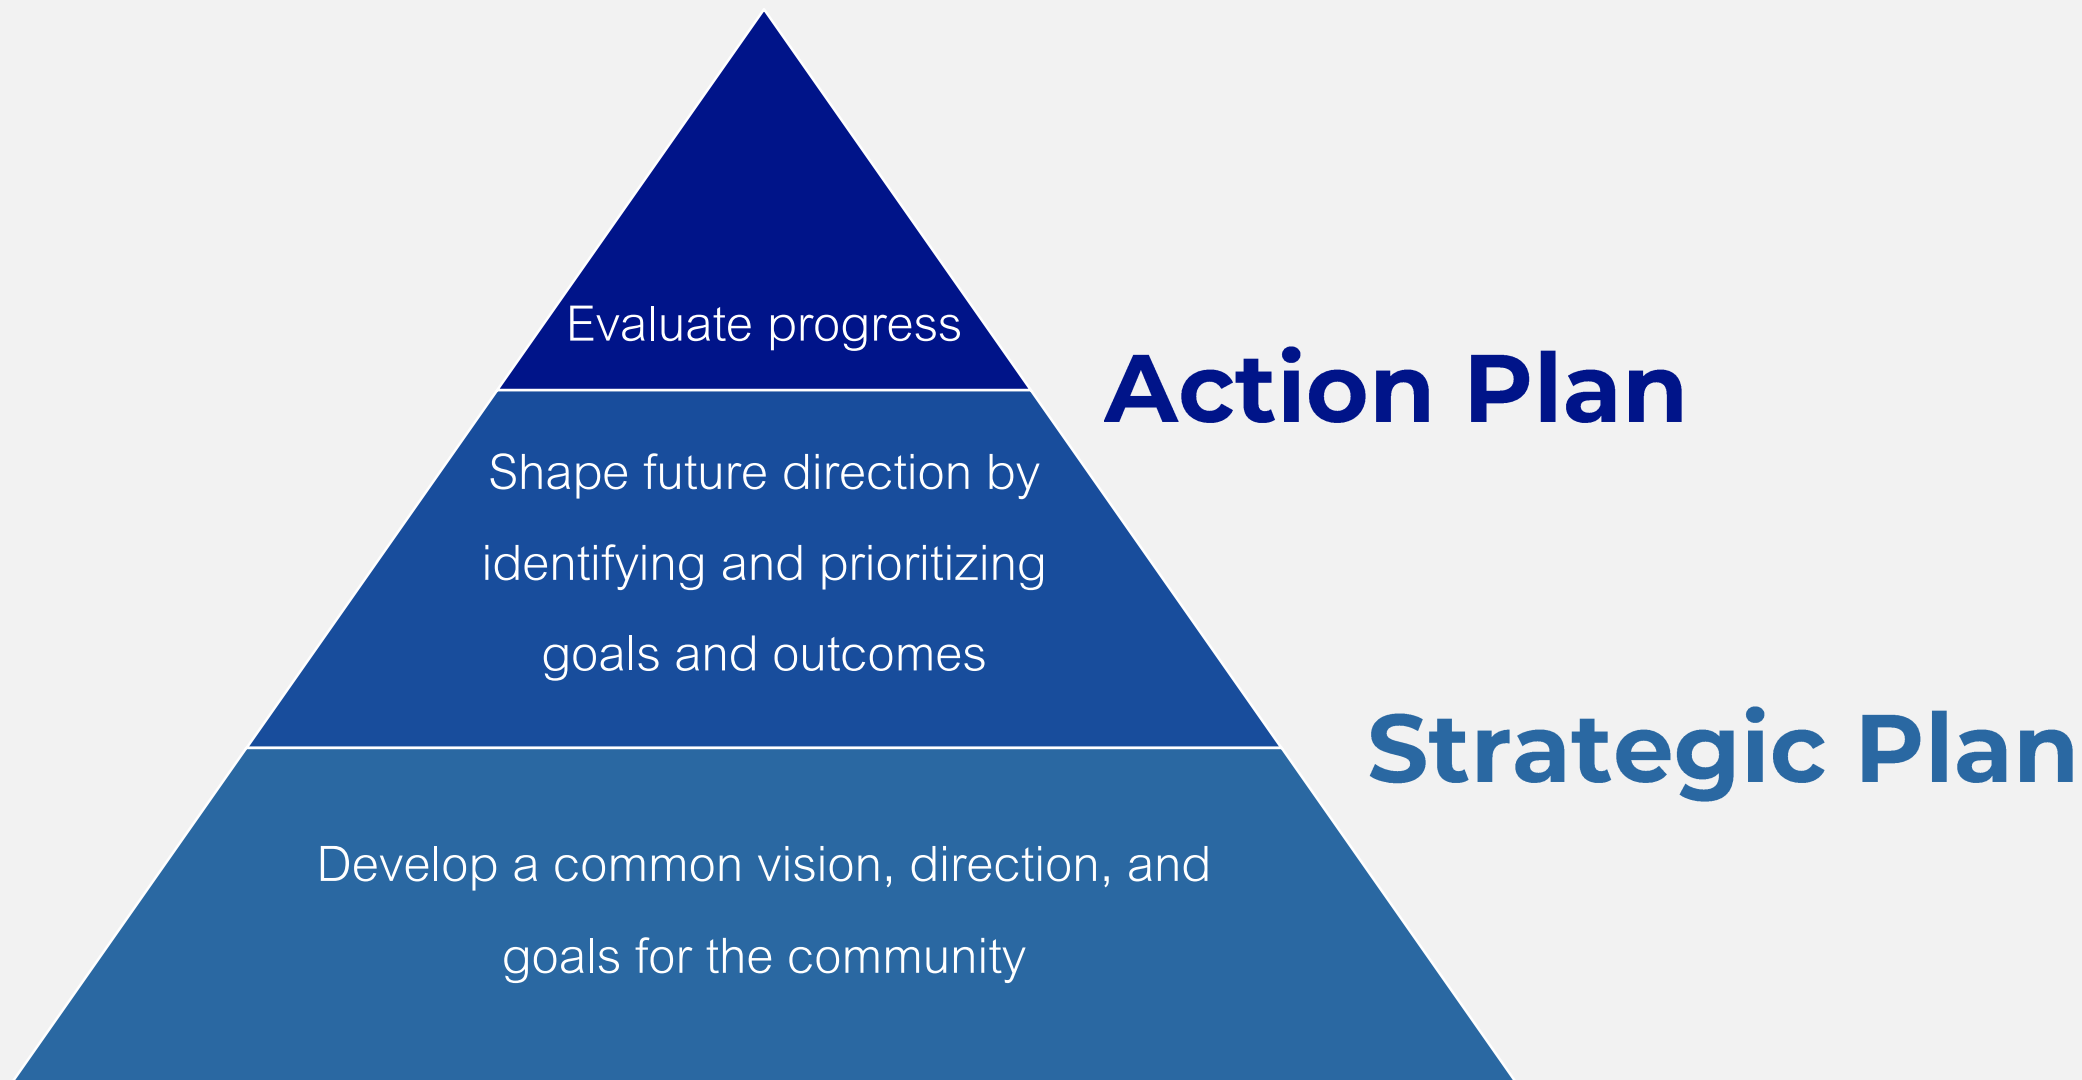 Evaluate progress
Action Plan
Shape future direction by
identifying and prioritizing
goals and outcomes
Strategic Plan
Develop a common vision, direction, and
goals for the community